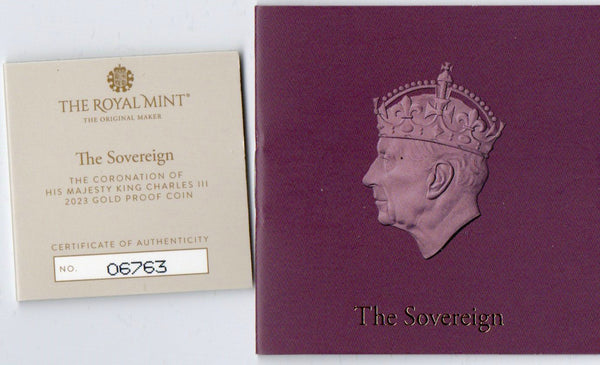 THE ROYAL MINT®
THE ORIGINAL MAKER
The Sovereign
THE CORONATION OF
HIS MAJESTY KING CHARLES III
2023 GOLD PROOF COIN
CERTIFICATE OF AUTHENTICITY
NO. 06763
The Sovereign